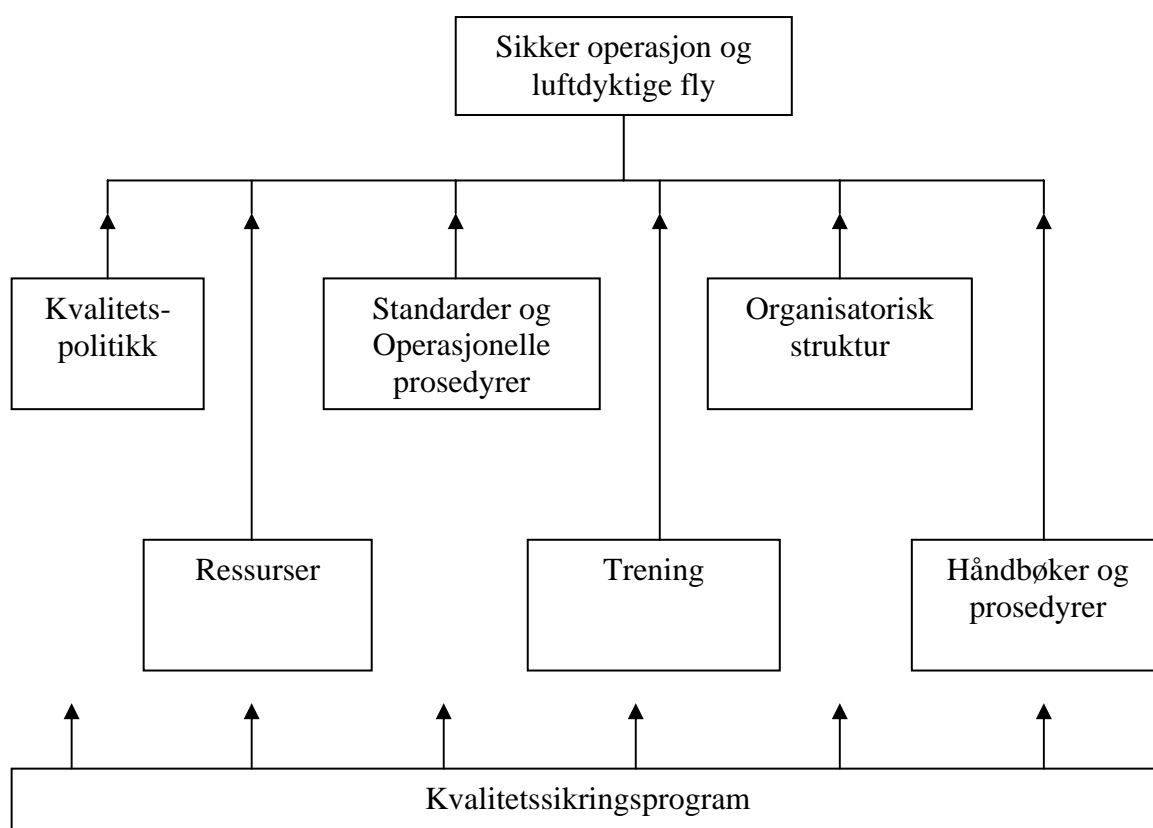 Sikker operasjon og
luftdyktige fly
Kvalitets-
politikk
Standarder og
Operasjonelle
prosedyrer
Organisatorisk
struktur
Ressurser
Trening
Håndbøker og
prosedyrer
Kvalitetssikringsprogram